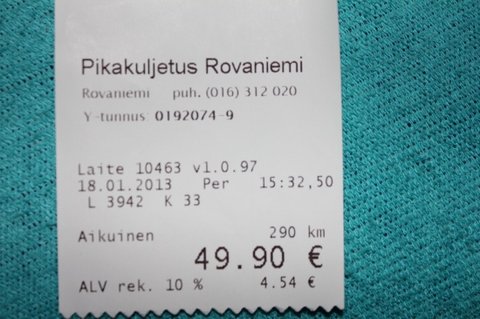 Pikakuljetus Rovaniemi
Rovaniemi puh. (016) 312 020
Y-tunnus: 0192074-9
Laite 10463 v1.0.97
18.01.2013 Per 15:32,50
L 3942 K 33
Aikuinen 290 km
49.90 €
ALV rek. 10 % 4.54 €